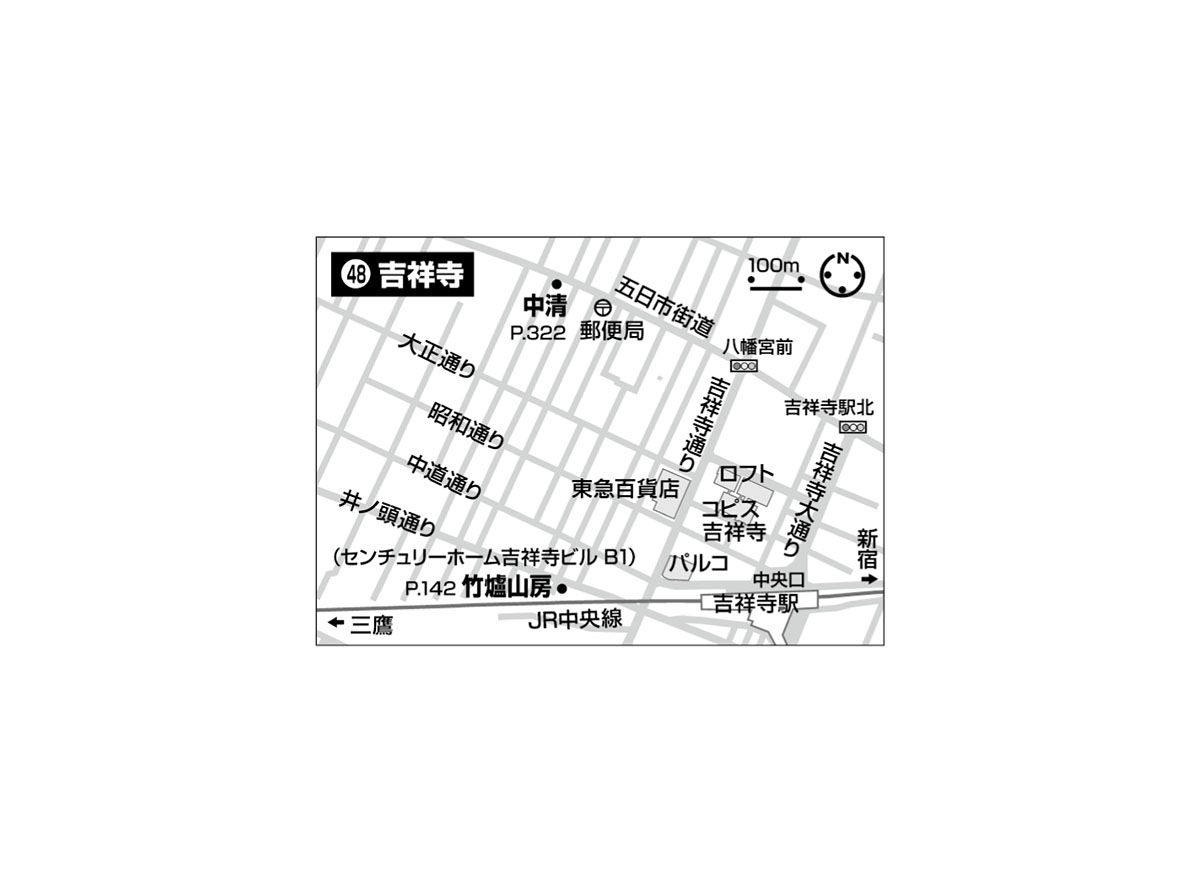 48 吉祥寺
100m
N
中清
P.322
郵便局
五日市街道
八幡宮前
大正通り
吉祥寺通り
昭和通り
吉祥寺駅北
中道通り
吉祥寺大通り
東急百貨店
ロフト
井ノ頭通り
コピス
吉祥寺
新宿
(センチュリーホーム吉祥寺ビル B1)
パルコ
P.142 竹爐山房
中央口
吉祥寺駅
三鷹
JR中央線